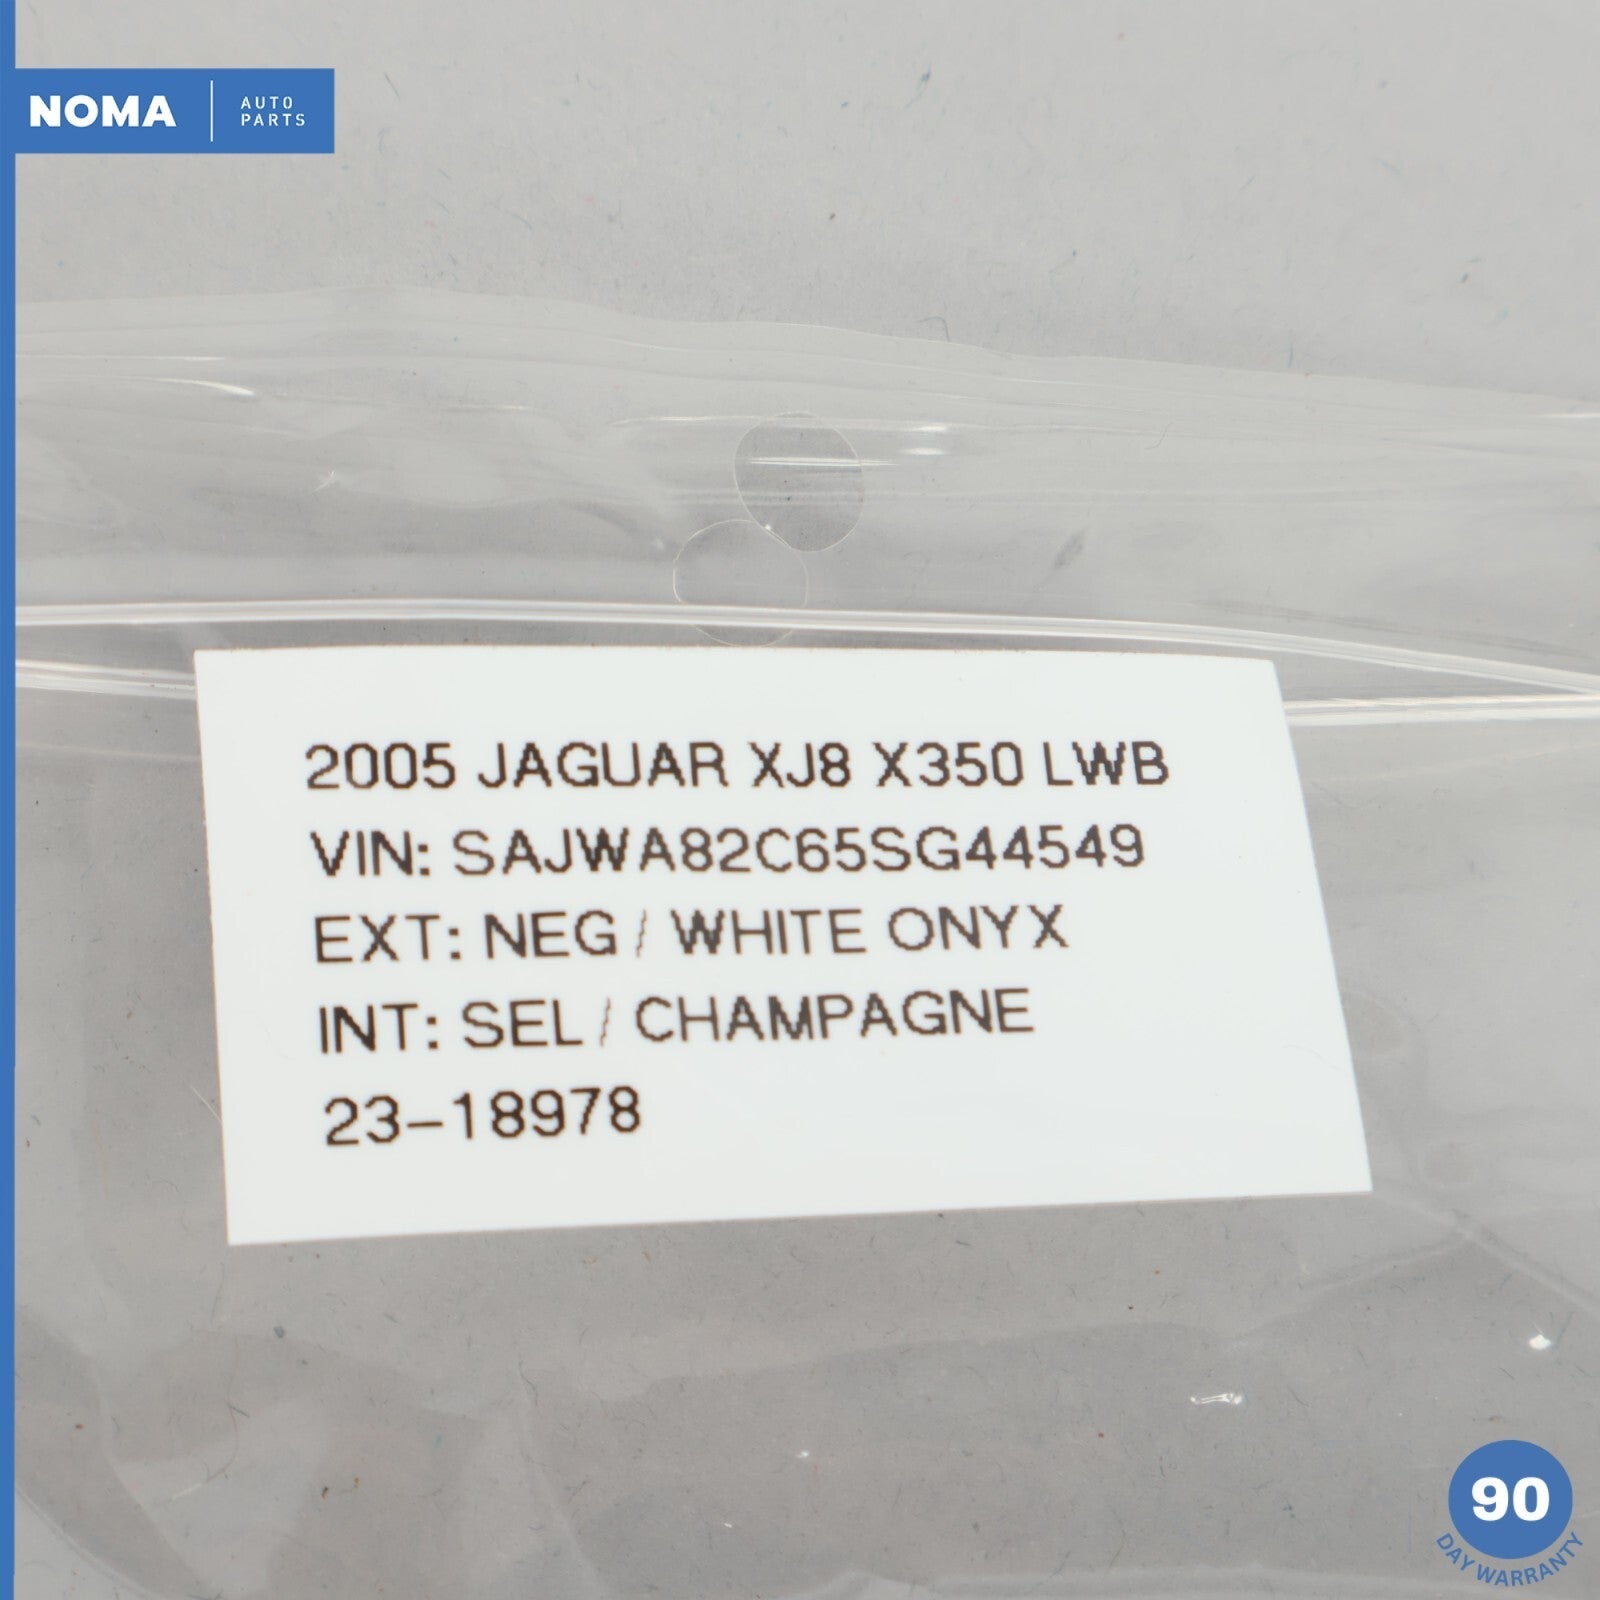 NOMA
AUTO
PARTS
2005 JAGUAR XJ8 X350 LWB
VIN: SAJWA82C65SG44549
EXT: NEG / WHITE ONYX
INT: SEL / CHAMPAGNE
23-18978
90
DAY WARRANTY